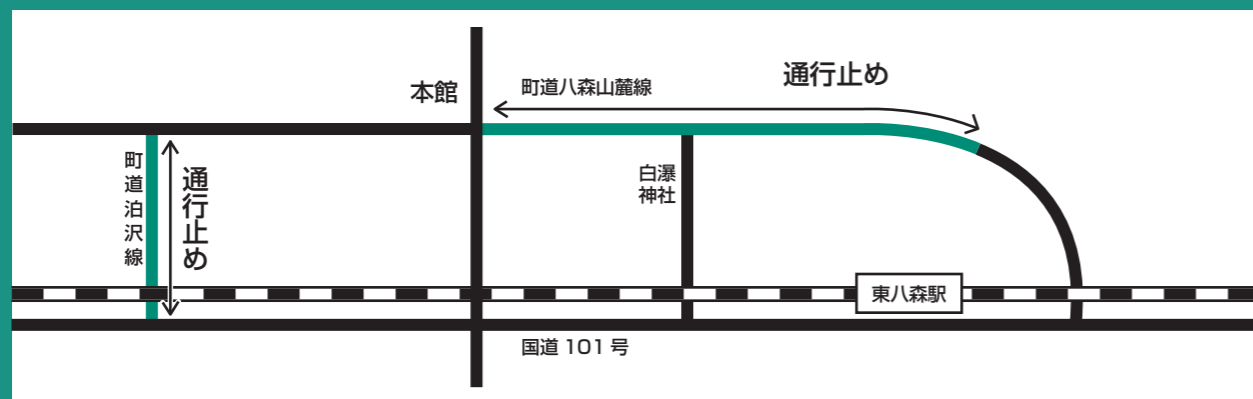 通行止め
町道八森山麓線
本館
町道泊沢線
通行止め
白瀑
神社
東八森駅
国道 101 号